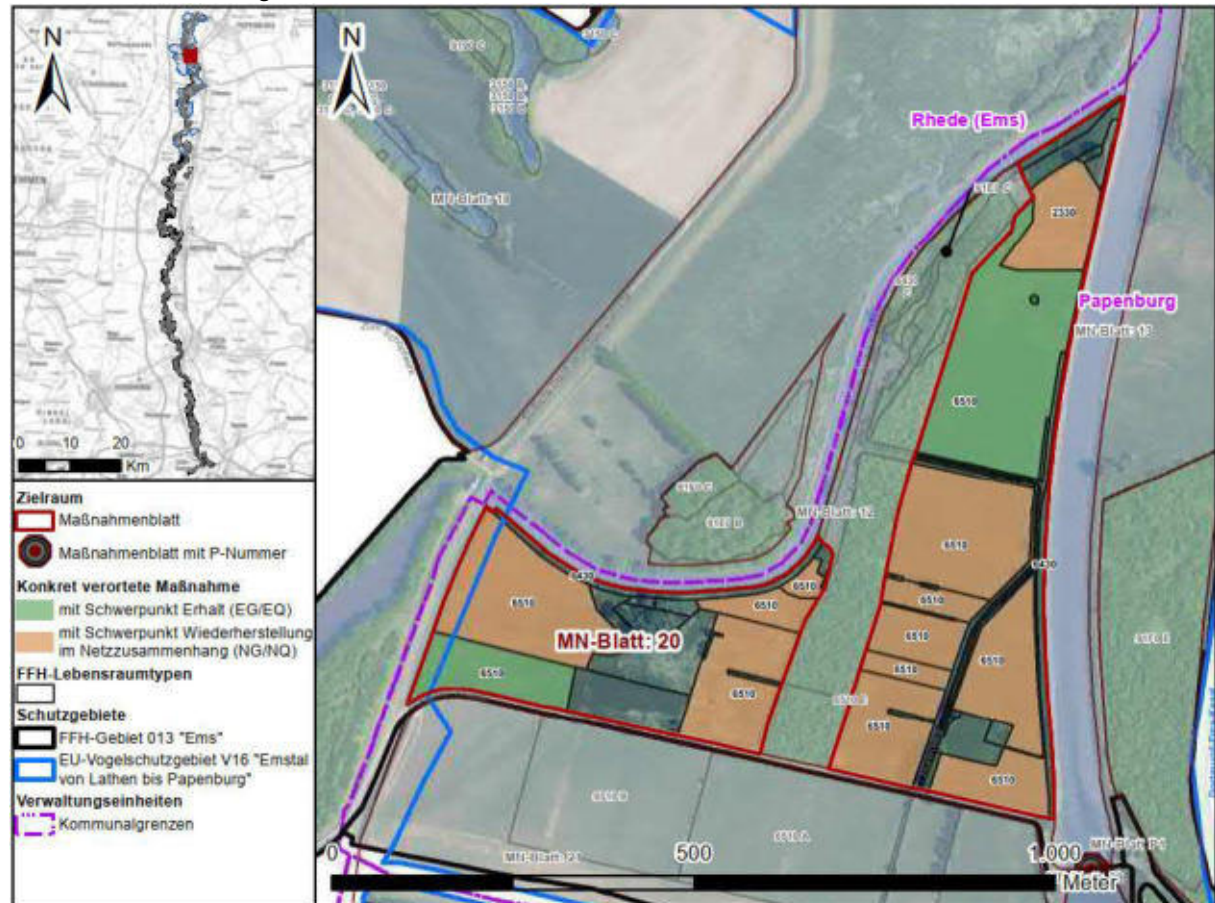 N
0 10 20
Km
Zielraum
Maßnahmenblatt
Maßnahmenblatt mit P-Nummer
Konkret verortete Maßnahme
mit Schwerpunkt Erhalt (EG/EQ)
mit Schwerpunkt Wiederherstellung
im Netzzusammenhang (NG/NQ)
FFH-Lebensraumtypen
Schutzgebiete
FFH-Gebiet 013 "Ems"
EU-Vogelschutzgebiet V16 "Emstal
von Lathen bis Papenburg"
Verwaltungseinheiten
Kommunalgrenzen
N
Rhede (Ems)
2330
Papenburg
MN-Blatt: 13
6510
MN-Blatt: 12
6430
6510
6510
6510
6510
6430
6510
MN-Blatt: 20
6510
6510
6510
6510
6510
6510
6510
6510
0 500 1.000
Meter